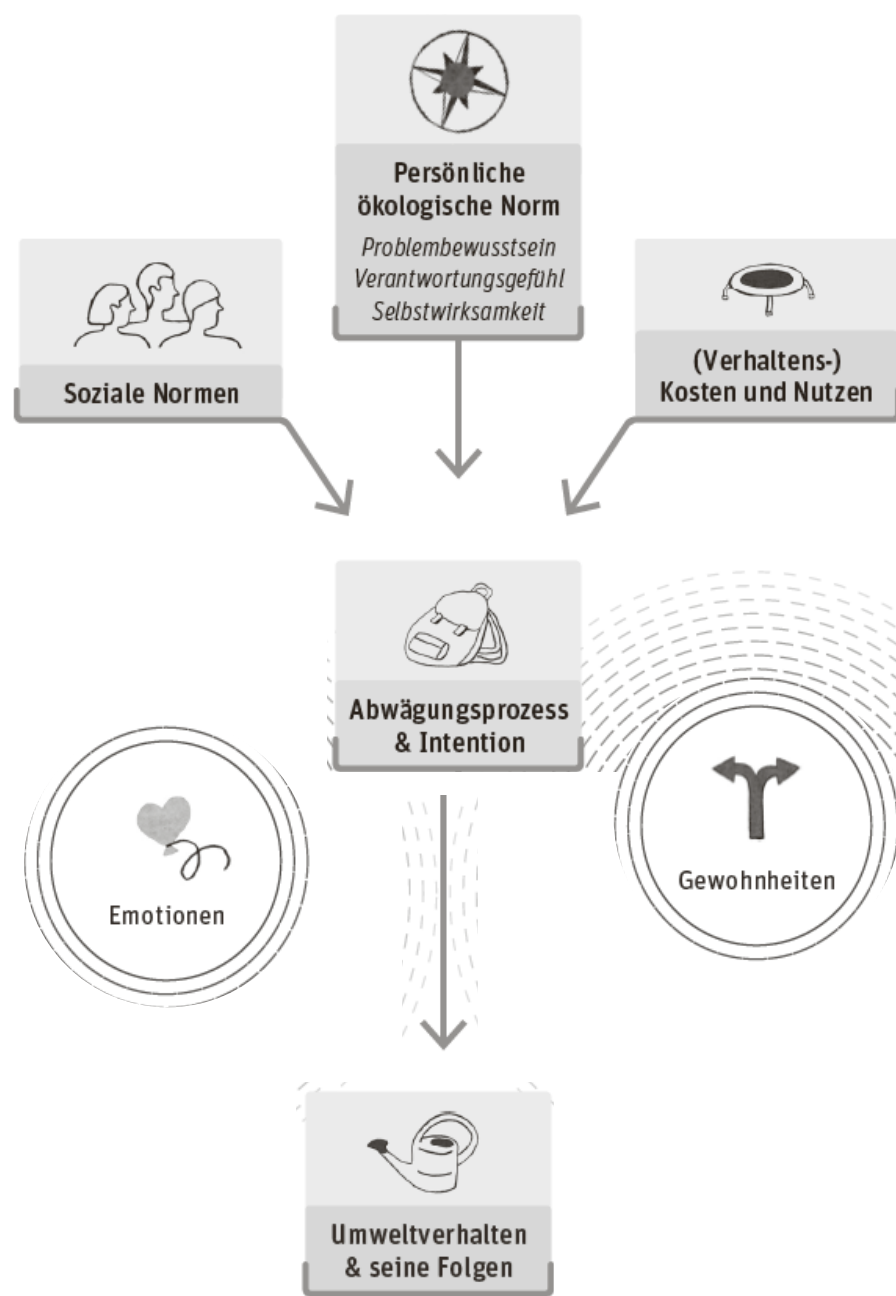 Persönliche
ökologische Norm
Problembewusstsein
Verantwortungsgefühl
Selbstwirksamkeit
Soziale Normen
(Verhaltens-)
Kosten und Nutzen
Abwägungsprozess
& Intention
Emotionen
Gewohnheiten
Umweltverhalten
& seine Folgen